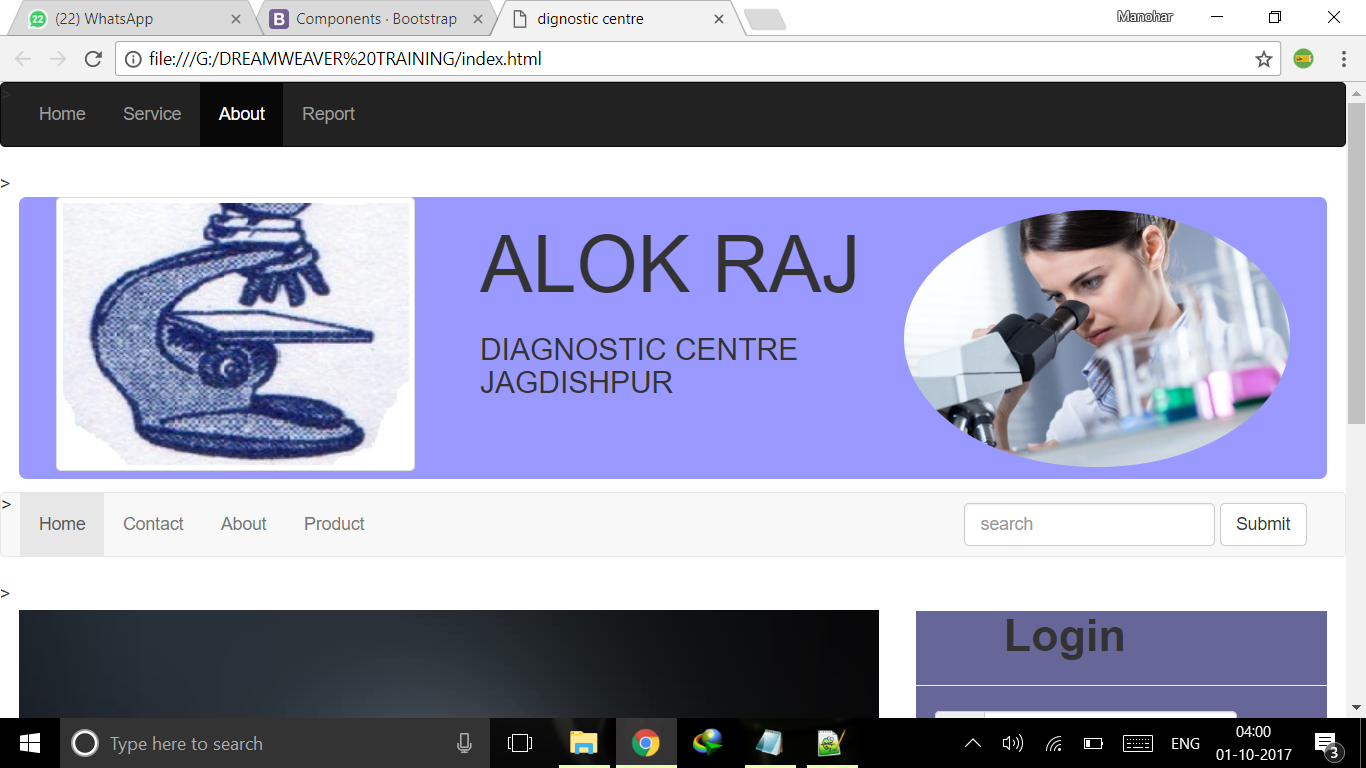 (22) WhatsApp
Components · Bootstrap
dignostic centre
Manohar
file:///G:/DREAMWEAVER%20TRAINING/index.html
> Home Service About Report
>
ALOK RAJ
DIAGNOSTIC CENTRE
JAGDISHPUR
> Home Contact About Product search Submit
>
Login
Type here to search
ENG
04:00
01-10-2017
3